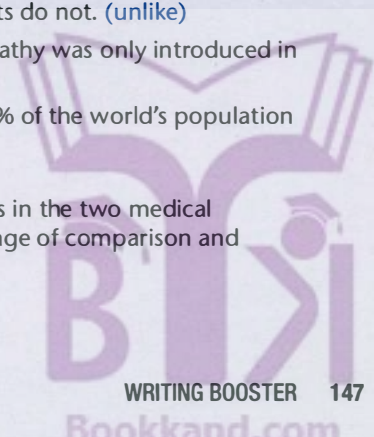 ts do not. (unlike)
athy was only introduced in
% of the world's population
s in the two medical
age of comparison and
WRITING BOOSTER 147
Bookkand.com